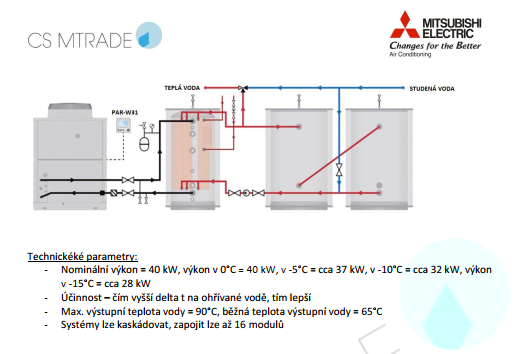 CS MTRADE
MITSUBISHI
ELECTRIC
Changes for the Better
Air Conditioning
TEPLÁ VODA
STUDENÁ VODA
PAR-W31
Technickéké parametry:
- Nominální výkon = 40 kW, výkon v 0°C = 40 kW, v -5°C = cca 37 kW, v -10°C = cca 32 kW, výkon
v -15°C = cca 28 kW
- Účinnost – čím vyšší delta t na ohřívané vodě, tím lepší
- Max. výstupní teplota vody = 90°C, běžná teplota výstupní vody = 65°C
- Systémy lze kaskádovat, zapojit lze až 16 modulů